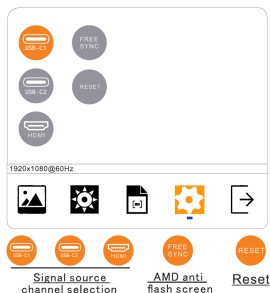 USB-C1
FREE
SYNC
USB-C2
RESET
HDMI
1920x1080@60Hz
[m]
USB-C1
USB-C2
HDMI
FREE
SYNC
RESET
Signal source
channel selection
AMD anti
flash screen
Reset